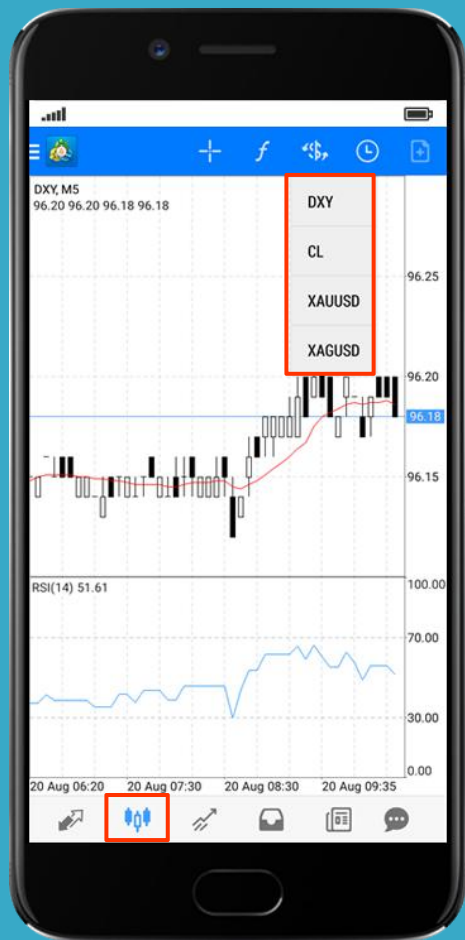 DXY, M5
96.20 96.20 96.18 96.18
DXY
CL
XAUUSD
XAGUSD
96.25
96.20
96.18
96.15
RSI(14) 51.61
100.00
70.00
30.00
0.00
20 Aug 06:20 20 Aug 07:30 20 Aug 08:30 20 Aug 09:35